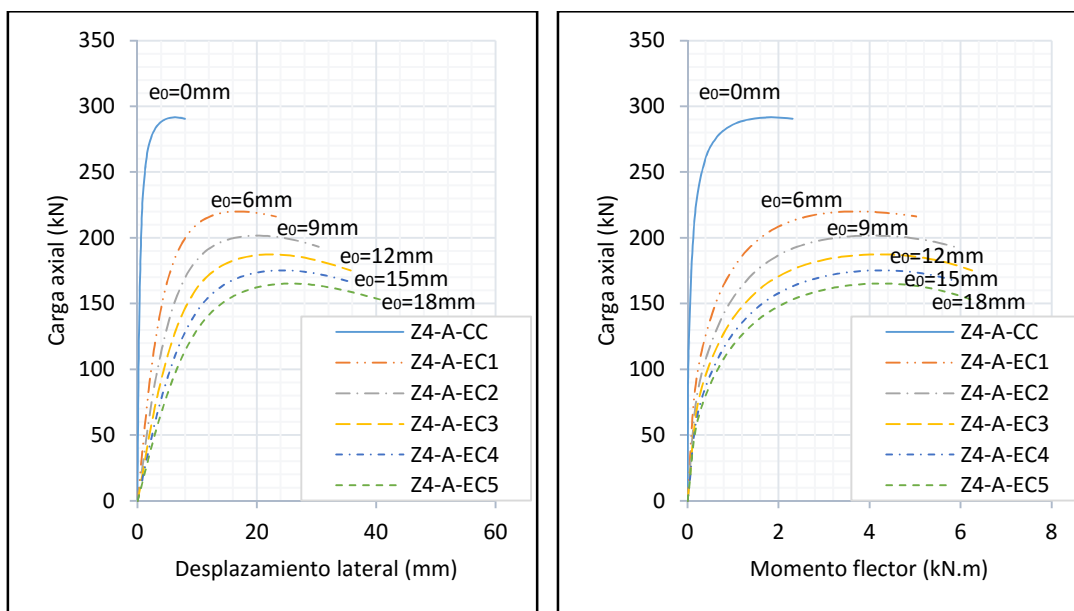 350
300
250
200
150
100
50
0
Carga axial (kN)
e₀=0mm
e₀=6mm
e₀=9mm
e₀=12mm
e₀=15mm
e₀=18mm
Z4-A-CC
Z4-A-EC1
Z4-A-EC2
Z4-A-EC3
Z4-A-EC4
Z4-A-EC5
0 20 40 60
Desplazamiento lateral (mm)
350
300
250
200
150
100
50
0
Carga axial (kN)
e₀=0mm
e₀=6mm
e₀=9mm
e₀=12mm
e₀=15mm
e₀=18mm
Z4-A-CC
Z4-A-EC1
Z4-A-EC2
Z4-A-EC3
Z4-A-EC4
Z4-A-EC5
0 2 4 6 8
Momento flector (kN.m)